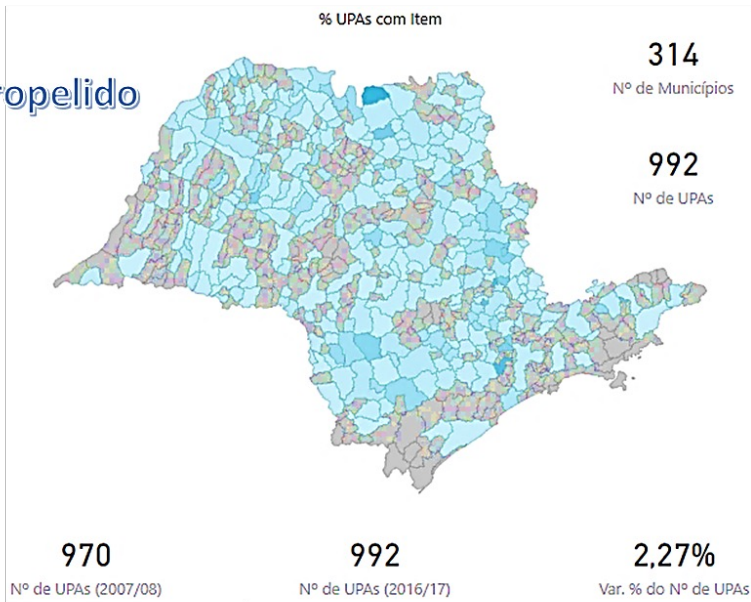 % UPAs com Item
ropelido
314
Nº de Municípios
992
Nº de UPAs
970
Nº de UPAs (2007/08)
992
Nº de UPAs (2016/17)
2,27%
Var. % do Nº de UPAs